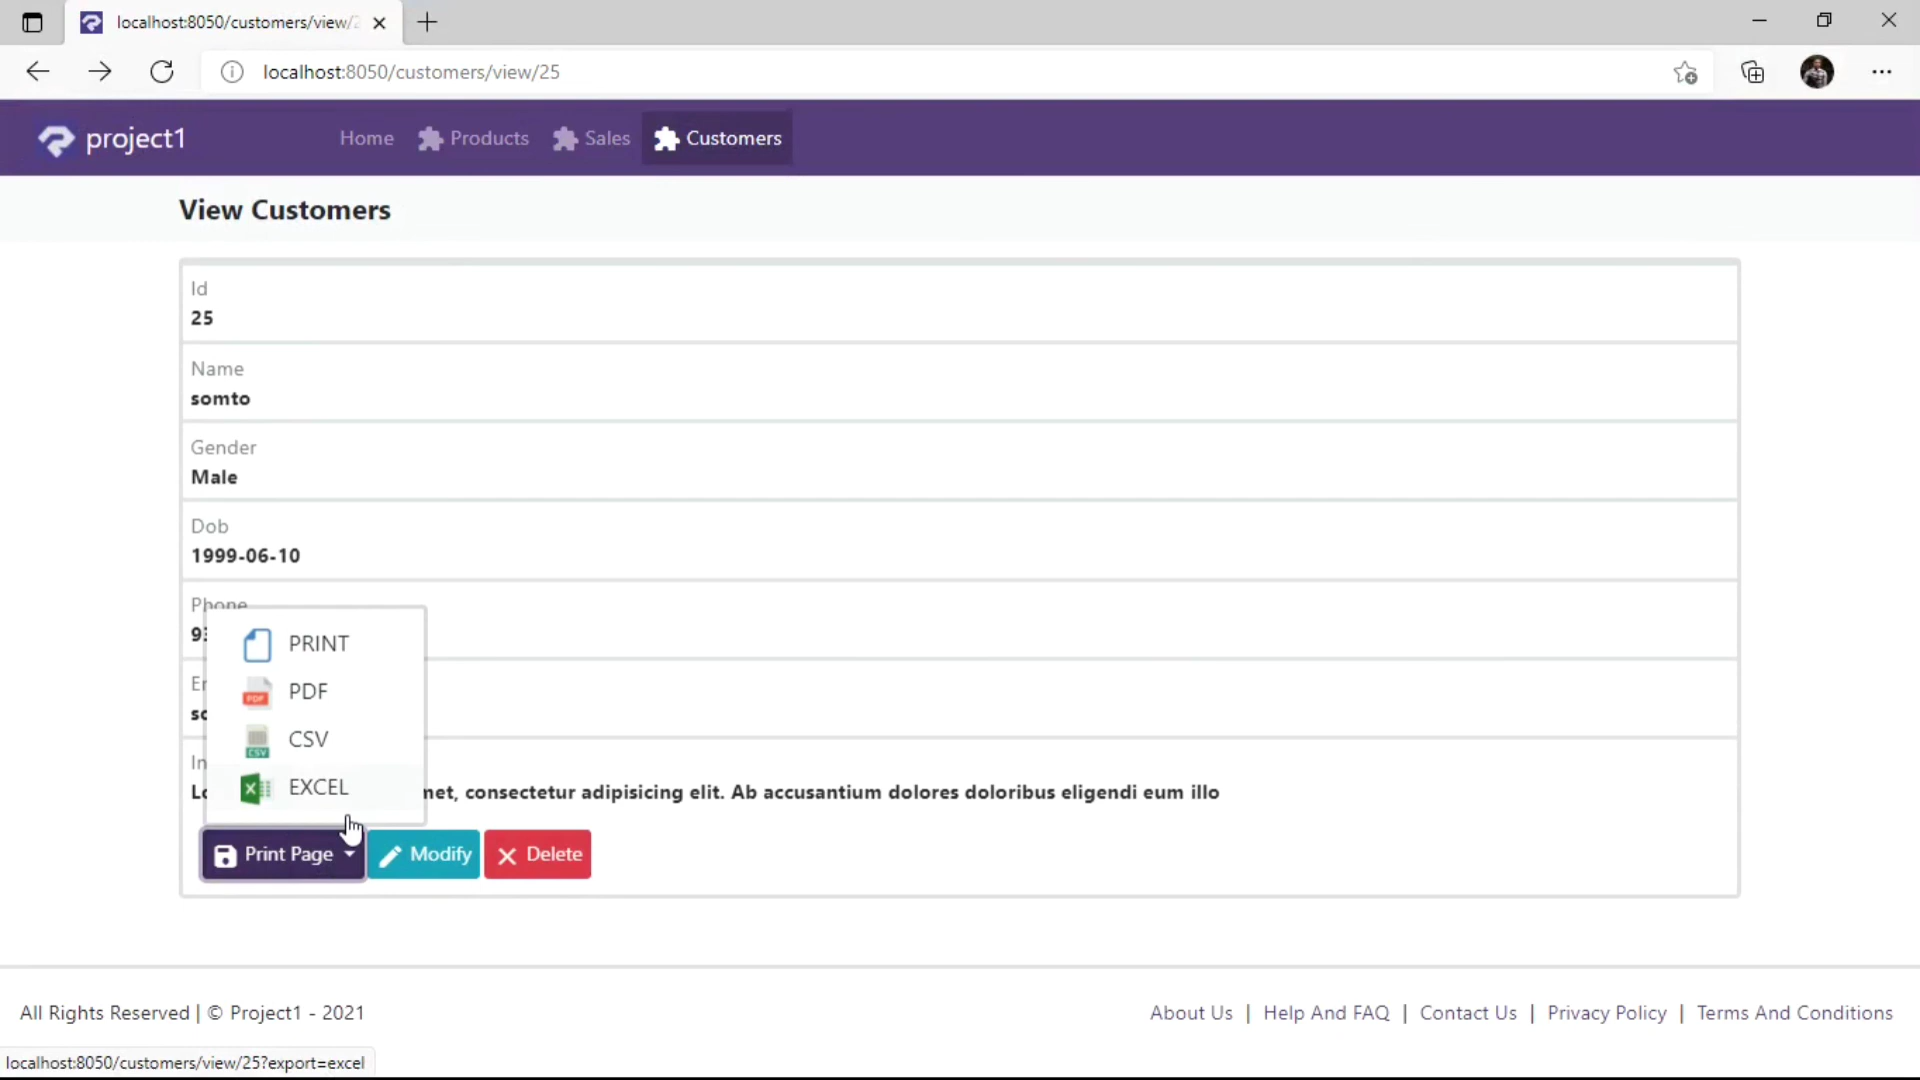 localhost:8050/customers/view/
localhost:8050/customers/view/25
project1 Home Products Sales Customers
View Customers
Id
25
Name
somto
Gender
Male
Dob
1999-06-10
Phone
PRINT
PDF
CSV
EXCEL
consectetur adipisicing elit. Ab accusantium dolores doloribus eligendi eum illo
Print Page Modify Delete
All Rights Reserved | © Project1 - 2021 About Us | Help And FAQ | Contact Us | Privacy Policy | Terms And Conditions
localhost:8050/customers/view/25?export=excel